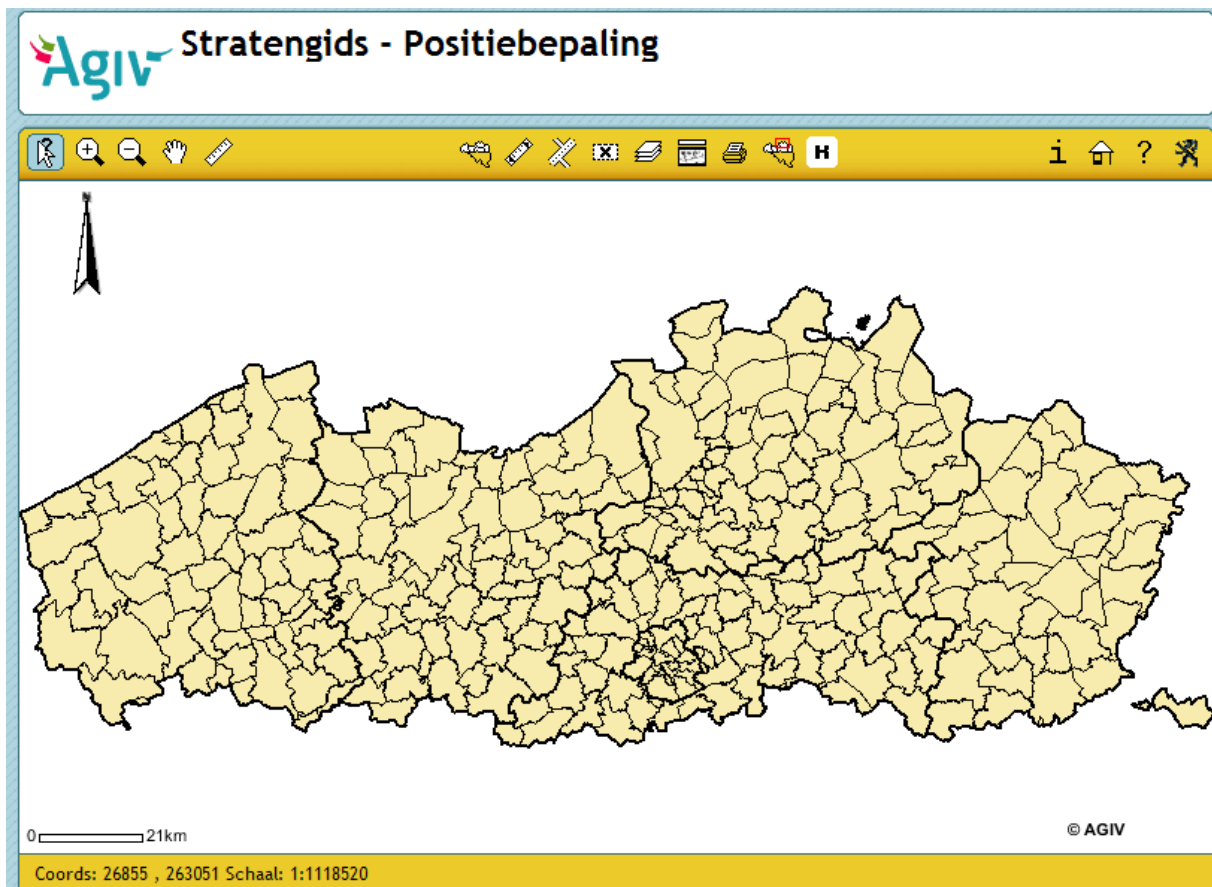 Agiv
Stratengids - Positiebepaling
i ? 
H
N
0 21km
© AGIV
Coords: 26855 , 263051 Schaal: 1:1118520